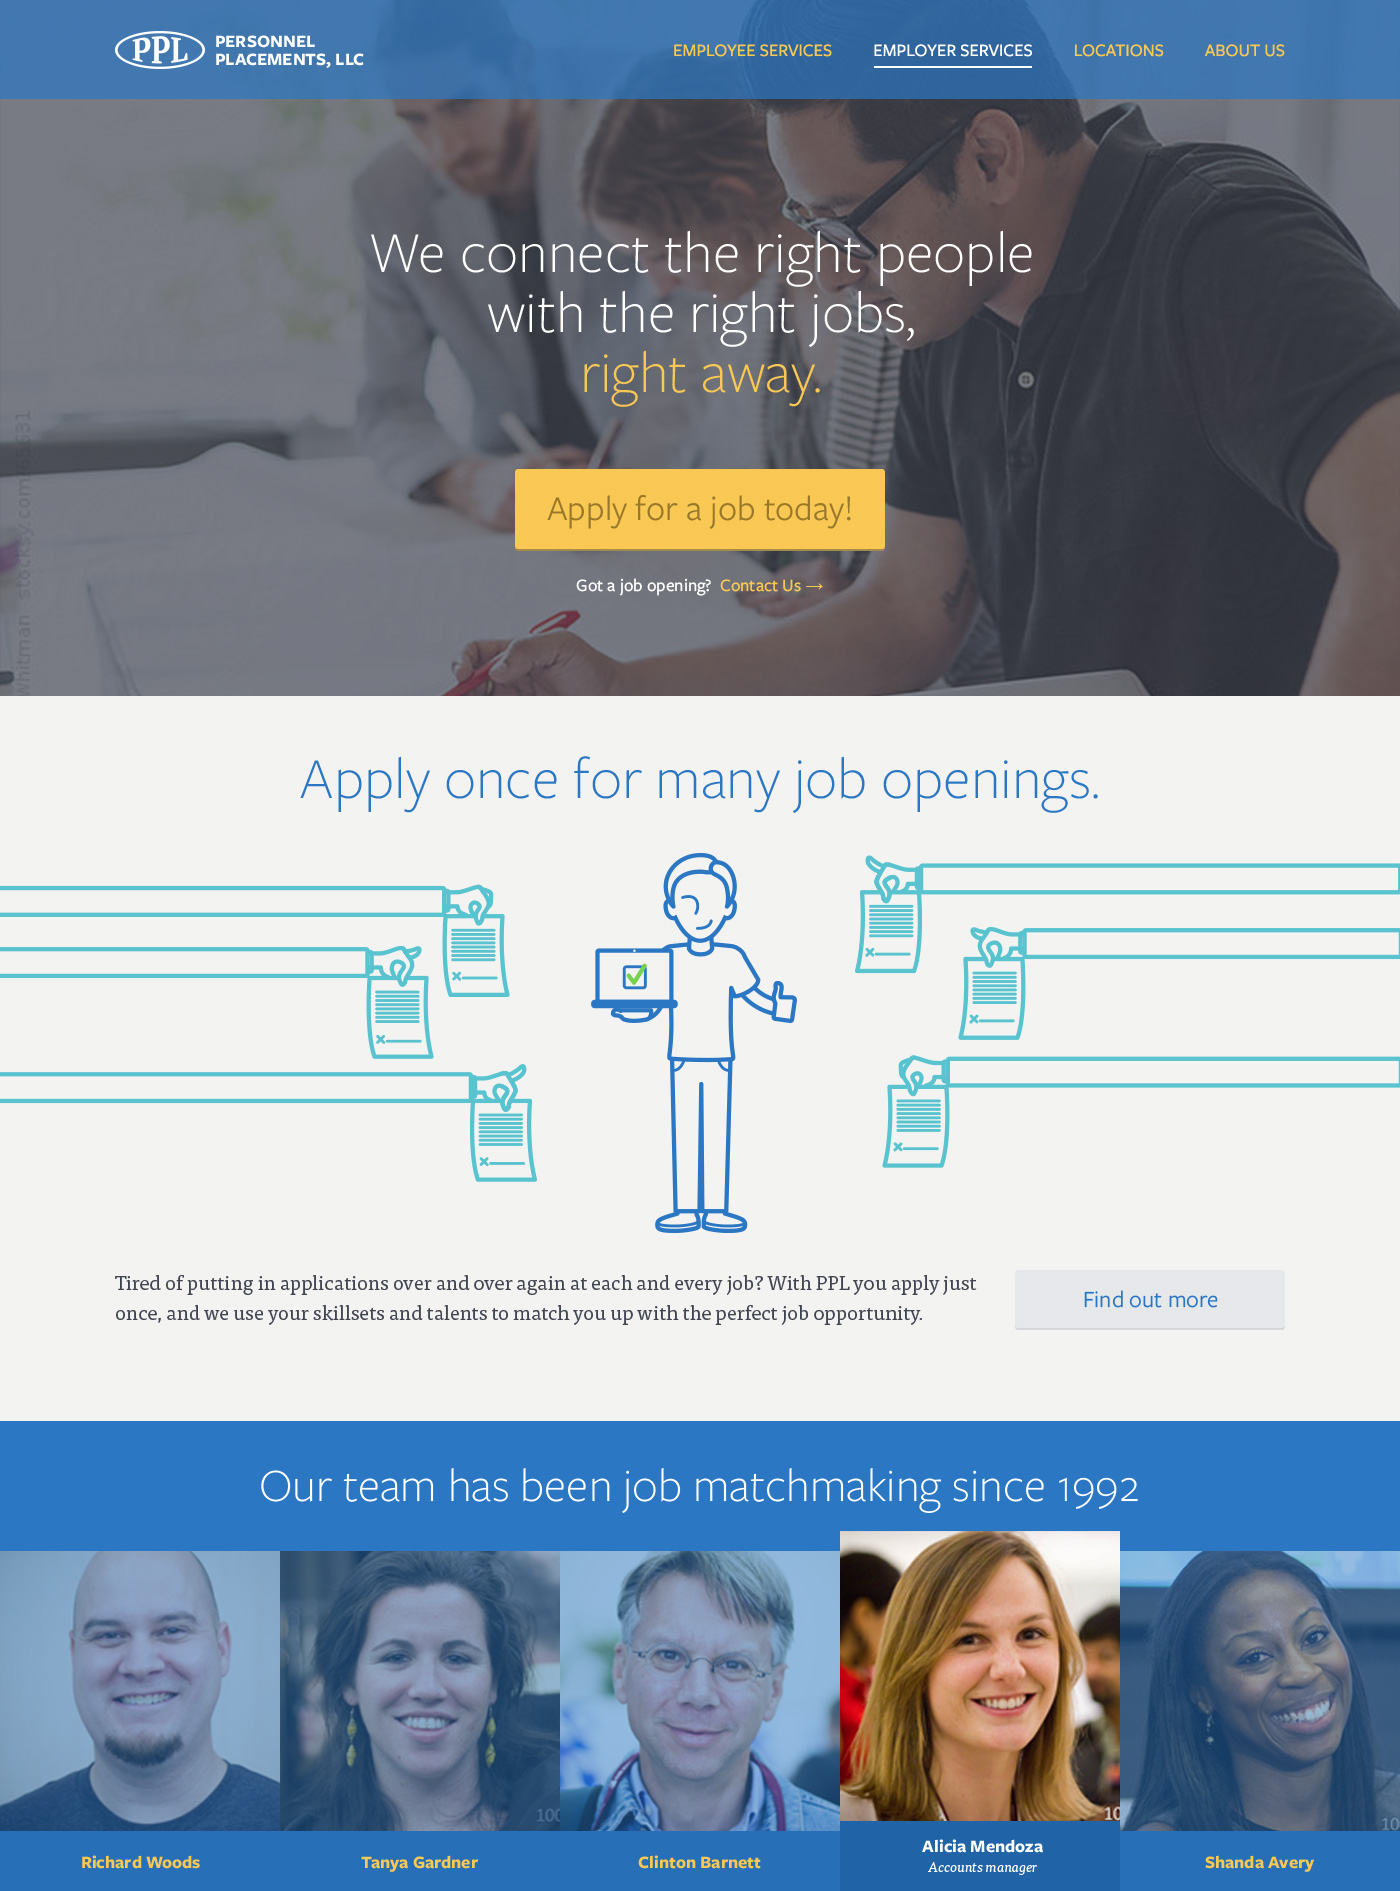 PPL
PERSONNEL
PLACEMENTS, LLC
EMPLOYEE SERVICES
EMPLOYER SERVICES
LOCATIONS
ABOUT US
We connect the right people
with the right jobs,
right away.
Apply for a job today!
Got a job opening? Contact Us →
Apply once for many job openings.
Tired of putting in applications over and over again at each and every job? With PPL you apply just
once, and we use your skillsets and talents to match you up with the perfect job opportunity.
Find out more
Our team has been job matchmaking since 1992
Richard Woods
Tanya Gardner
Clinton Barnett
Alicia Mendoza
Accounts manager
Shanda Avery